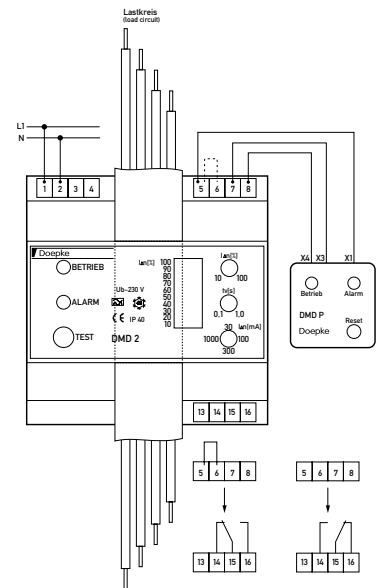 Lastkreis
(load circuit)
L1
N
1 2 3 4
5 6 7 8
Doepke
BETRIEB
ALARM
TEST
IΔn[%] 100
90
80
70
60
50
40
30
20
10
Ub~230 V
CE IP 40
DMD 2
IΔn[%]
10 100
tv[s]
0,1 1,0
30 IΔn[mA]
1000 100
300
13 14 15 16
X4 X3 X1
Betrieb Alarm
DMD P
Doepke
Reset
5 6 7 8
13 14 15 16
5 6 7 8
13 14 15 16